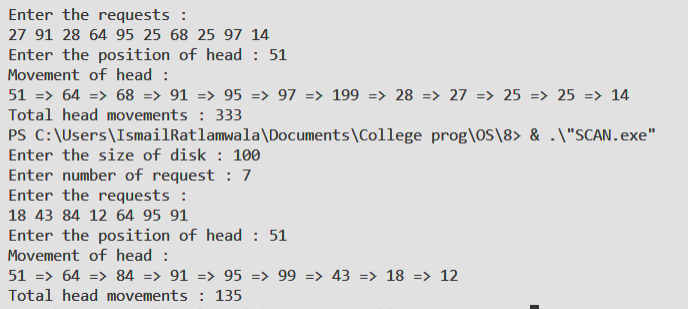 Enter the requests :
27 91 28 64 95 25 68 25 97 14
Enter the position of head : 51
Movement of head :
51 => 64 => 68 => 91 => 95 => 97 => 199 => 28 => 27 => 25 => 25 => 14
Total head movements : 333
PS C:\Users\IsmailRatlamwala\Documents\College prog\OS\8> & .\"SCAN.exe"
Enter the size of disk : 100
Enter number of request : 7
Enter the requests :
18 43 84 12 64 95 91
Enter the position of head : 51
Movement of head :
51 => 64 => 84 => 91 => 95 => 99 => 43 => 18 => 12
Total head movements : 135